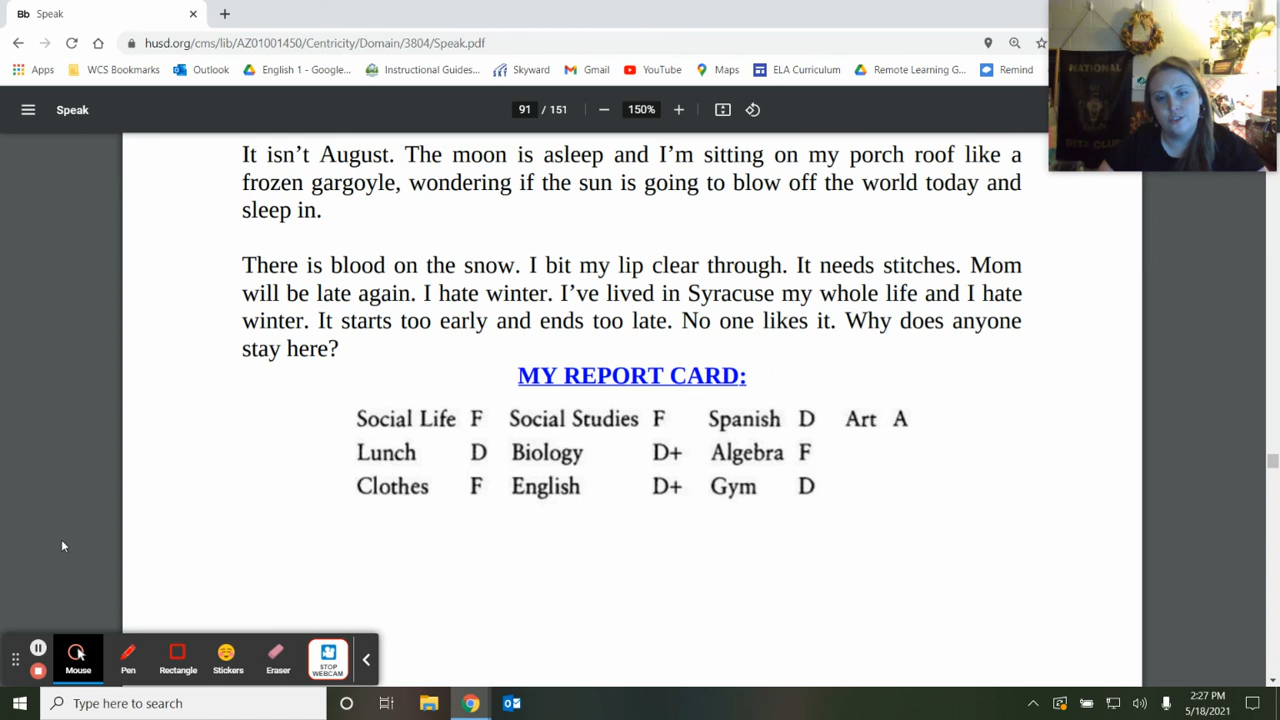 Bb Speak
husd.org/cms/lib/AZ01001450/Centricity/Domain/3804/Speak.pdf
Apps WCS Bookmarks Outlook English 1 - Google... Instructional Guides... Skyward Gmail YouTube Maps ELA Curriculum Remote Learning G... Remind
Speak 91 / 151 150%
It isn't August. The moon is asleep and I'm sitting on my porch roof like a
frozen gargoyle, wondering if the sun is going to blow off the world today and
sleep in.
There is blood on the snow. I bit my lip clear through. It needs stitches. Mom
will be late again. I hate winter. I've lived in Syracuse my whole life and I hate
winter. It starts too early and ends too late. No one likes it. Why does anyone
stay here?
MY REPORT CARD:
Social Life F Social Studies F Spanish D Art A
Lunch D Biology D+ Algebra F
Clothes F English D+ Gym D
NATIONAL
BETA CLUB
Mouse Pen Rectangle Stickers Eraser STOP WEBCAM
Type here to search
2:27 PM
5/18/2021